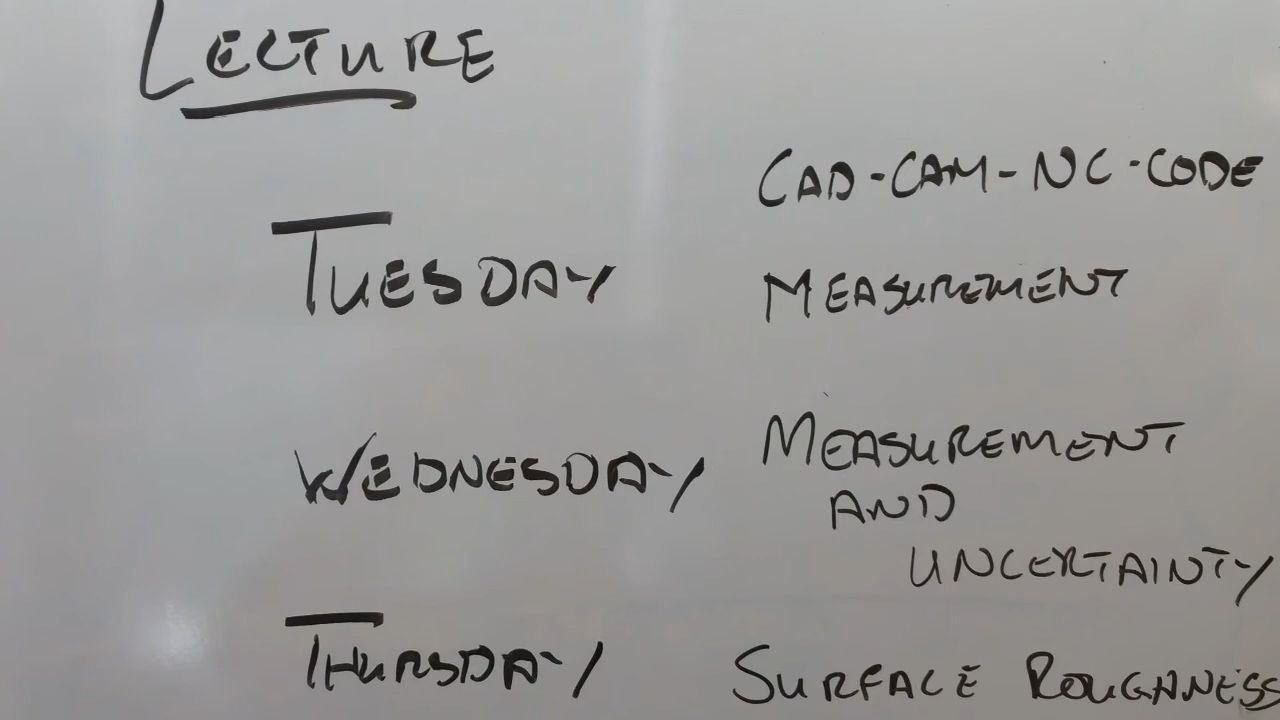 LECTURE
CAD-CAM-NC-CODE
TUESDAY MEASUREMENT
MEASUREMENT
WEDNESDAY AND
UNCERTAINTY
THURSDAY SURFACE ROUGHNESS